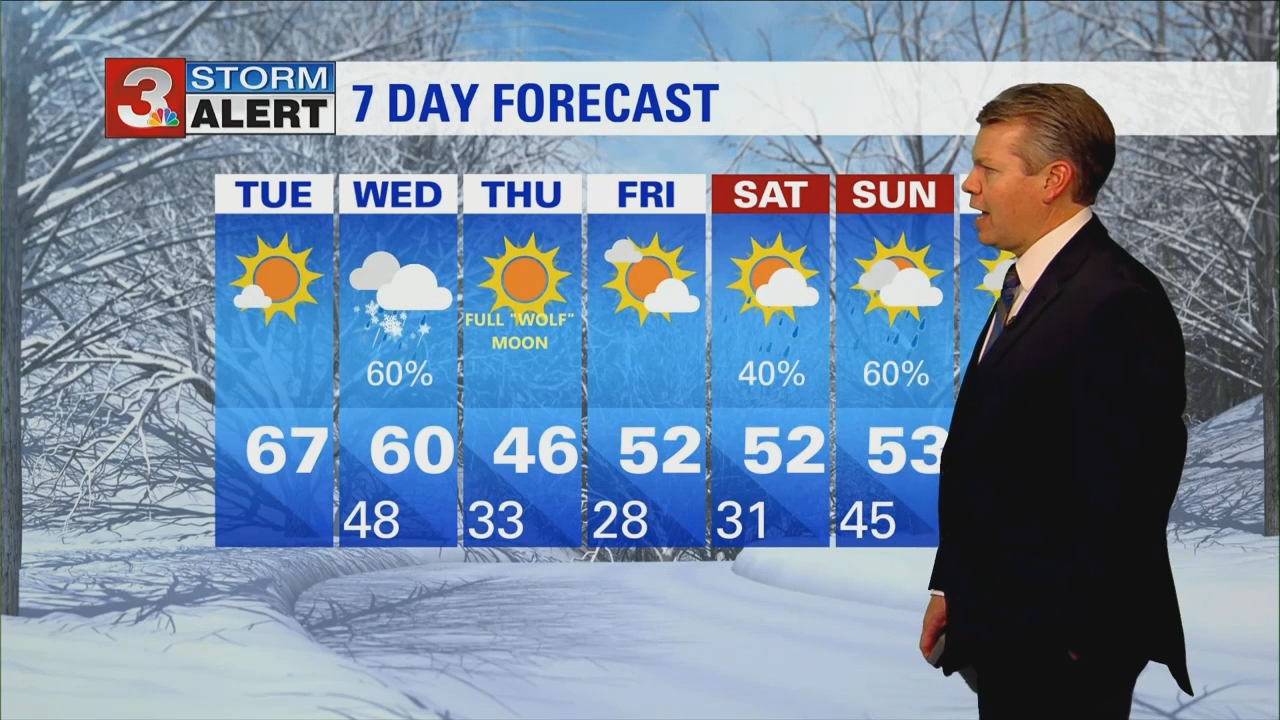 3 STORM
ALERT
7 DAY FORECAST
TUE WED THU FRI SAT SUN
FULL "WOLF"
MOON
60% 40% 60%
67 60 46 52 52 53
48 33 28 31 45